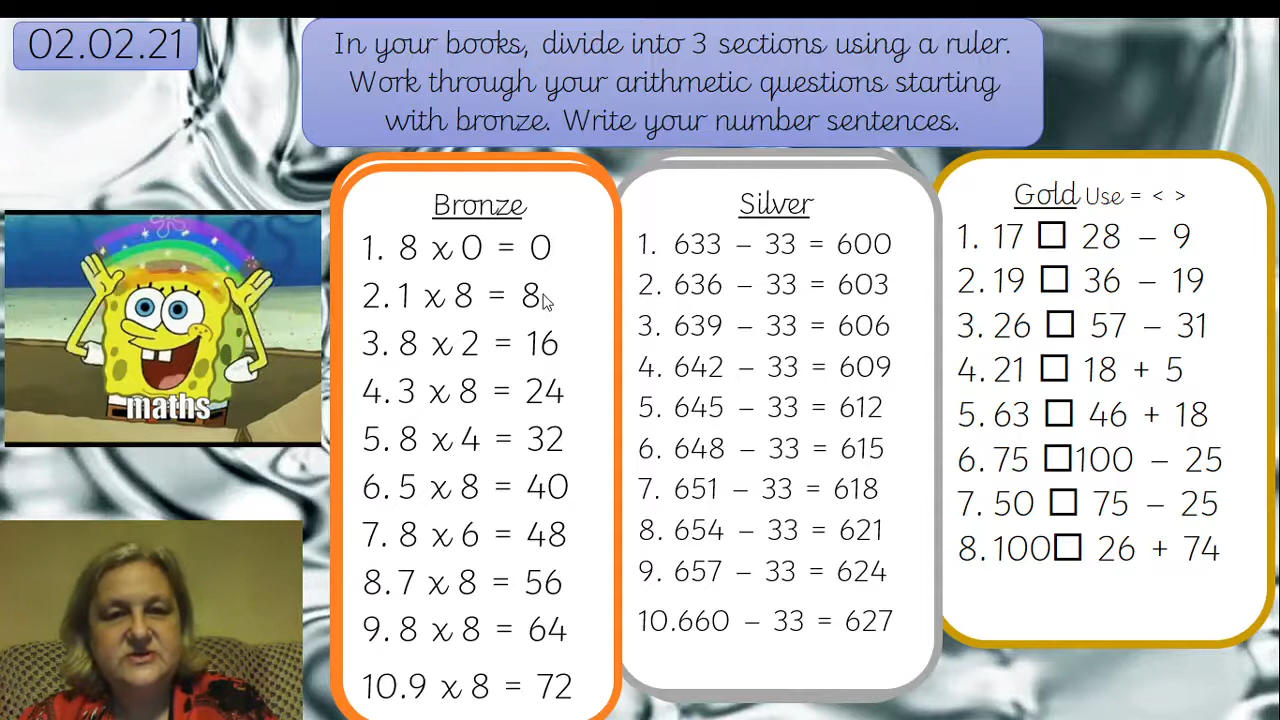 02.02.21
In your books, divide into 3 sections using a ruler.
Work through your arithmetic questions starting
with bronze. Write your number sentences.
maths
Bronze
1. 8 x 0 = 0
2. 1 x 8 = 8
3. 8 x 2 = 16
4. 3 x 8 = 24
5. 8 x 4 = 32
6. 5 x 8 = 40
7. 8 x 6 = 48
8. 7 x 8 = 56
9. 8 x 8 = 64
10. 9 x 8 = 72
Silver
1. 633 – 33 = 600
2. 636 – 33 = 603
3. 639 – 33 = 606
4. 642 – 33 = 609
5. 645 – 33 = 612
6. 648 – 33 = 615
7. 651 – 33 = 618
8. 654 – 33 = 621
9. 657 – 33 = 624
10. 660 – 33 = 627
Gold Use = < >
1. 17 □ 28 – 9
2. 19 □ 36 – 19
3. 26 □ 57 – 31
4. 21 □ 18 + 5
5. 63 □ 46 + 18
6. 75 □ 100 – 25
7. 50 □ 75 – 25
8. 100 □ 26 + 74